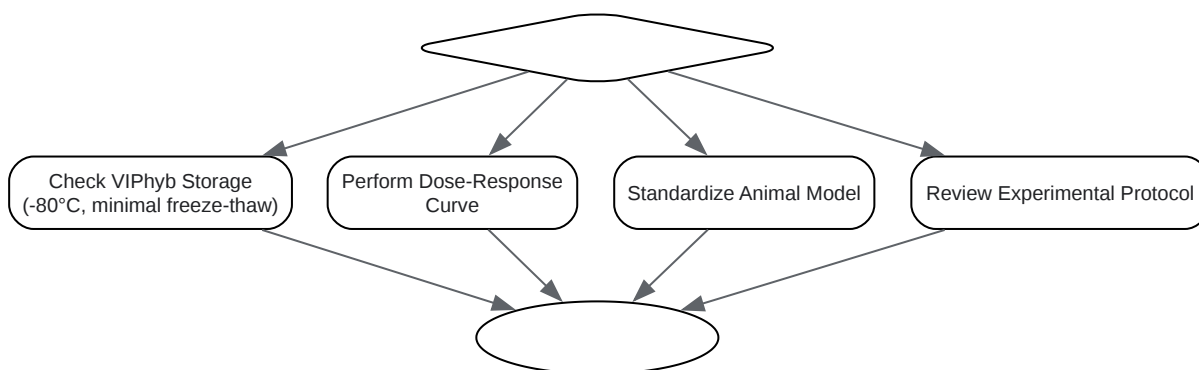 Check VIPhyb Storage
(-80°C, minimal freeze-thaw)
Perform Dose-Response
Curve
Standardize Animal Model
Review Experimental Protocol